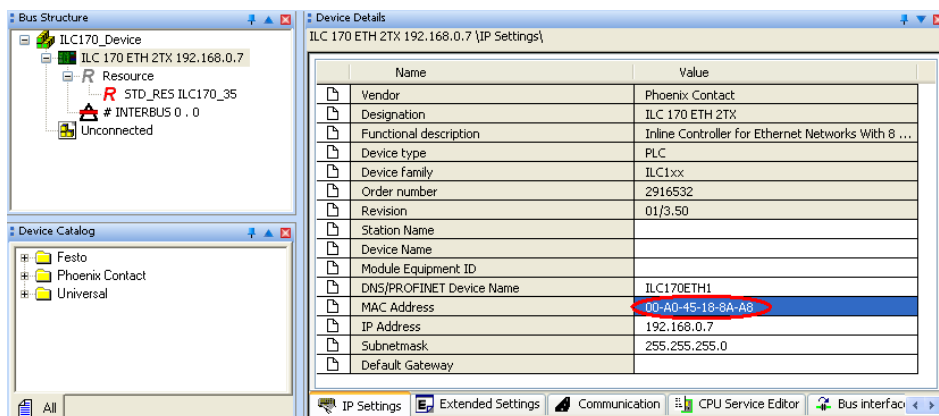 Bus Structure
ILC170_Device
ILC 170 ETH 2TX 192.168.0.7
Resource
STD_RES ILC170_35
# INTERBUS 0 . 0
Unconnected
Device Catalog
Festo
Phoenix Contact
Universal
All
Device Details
ILC 170 ETH 2TX 192.168.0.7 \IP Settings\
Name Value
Vendor Phoenix Contact
Designation ILC 170 ETH 2TX
Functional description Inline Controller for Ethernet Networks With 8 ...
Device type PLC
Device family ILC1xx
Order number 2916532
Revision 01/3.50
Station Name
Device Name
Module Equipment ID
DNS/PROFINET Device Name ILC170ETH1
MAC Address 00-A0-45-18-8A-A8
IP Address 192.168.0.7
Subnetmask 255.255.255.0
Default Gateway
IP Settings Extended Settings Communication CPU Service Editor Bus interfac